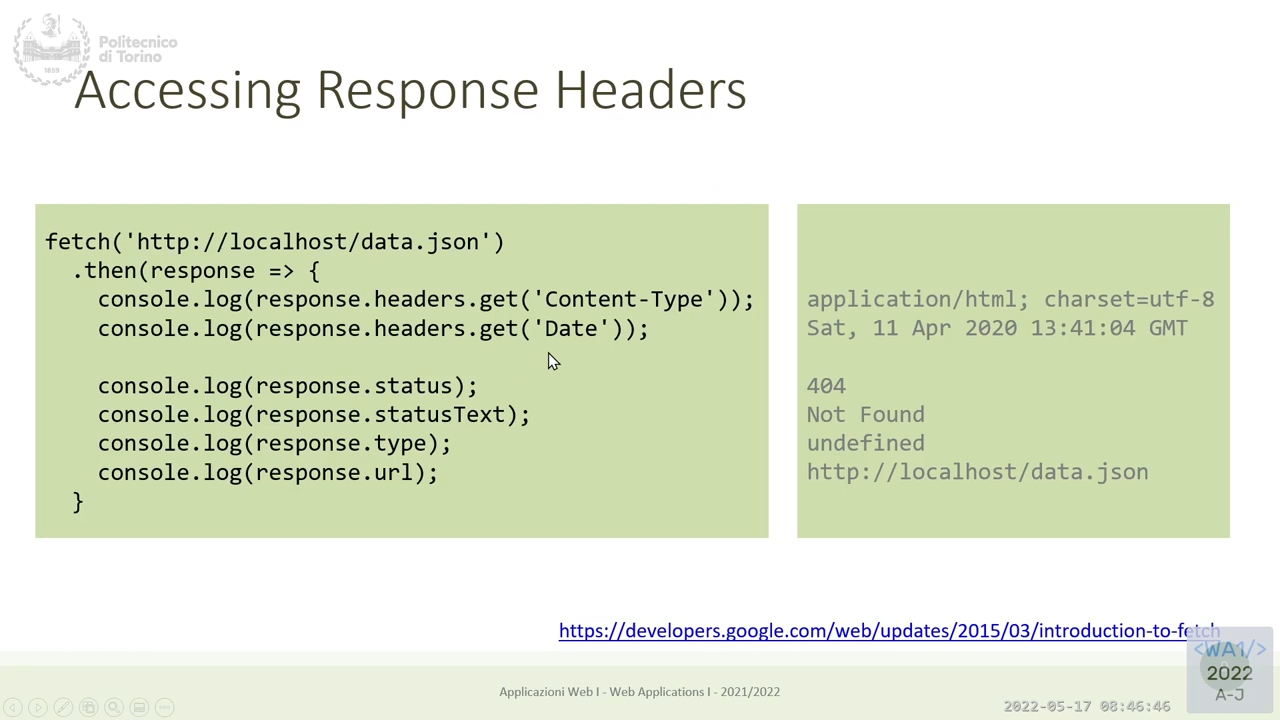 Politecnico
di Torino
1859
Accessing Response Headers
fetch('http://localhost/data.json')
.then(response => {
console.log(response.headers.get('Content-Type'));
console.log(response.headers.get('Date'));
console.log(response.status);
console.log(response.statusText);
console.log(response.type);
console.log(response.url);
}
application/html; charset=utf-8
Sat, 11 Apr 2020 13:41:04 GMT
404
Not Found
undefined
http://localhost/data.json
https://developers.google.com/web/updates/2015/03/introduction-to-fetch
<WA1/>
2022
A-J
Applicazioni Web I - Web Applications I - 2021/2022
2022-05-17 08:46:46